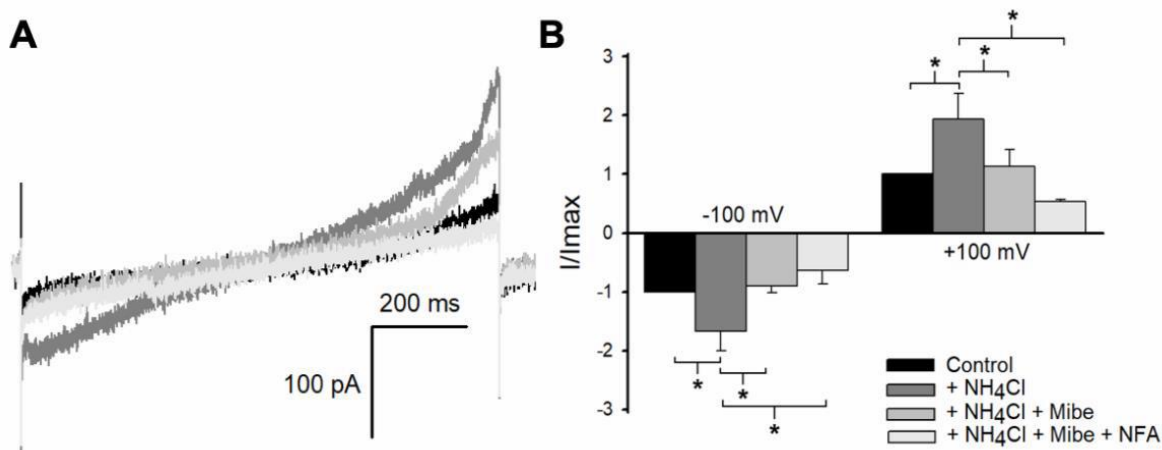 A
200 ms
100 pA
B
I/Imax
3
2
1
0
-1
-2
-3
-100 mV
+100 mV
*
*
*
*
*
*
Control
+ NH4Cl
+ NH4Cl + Mibe
+ NH4Cl + Mibe + NFA